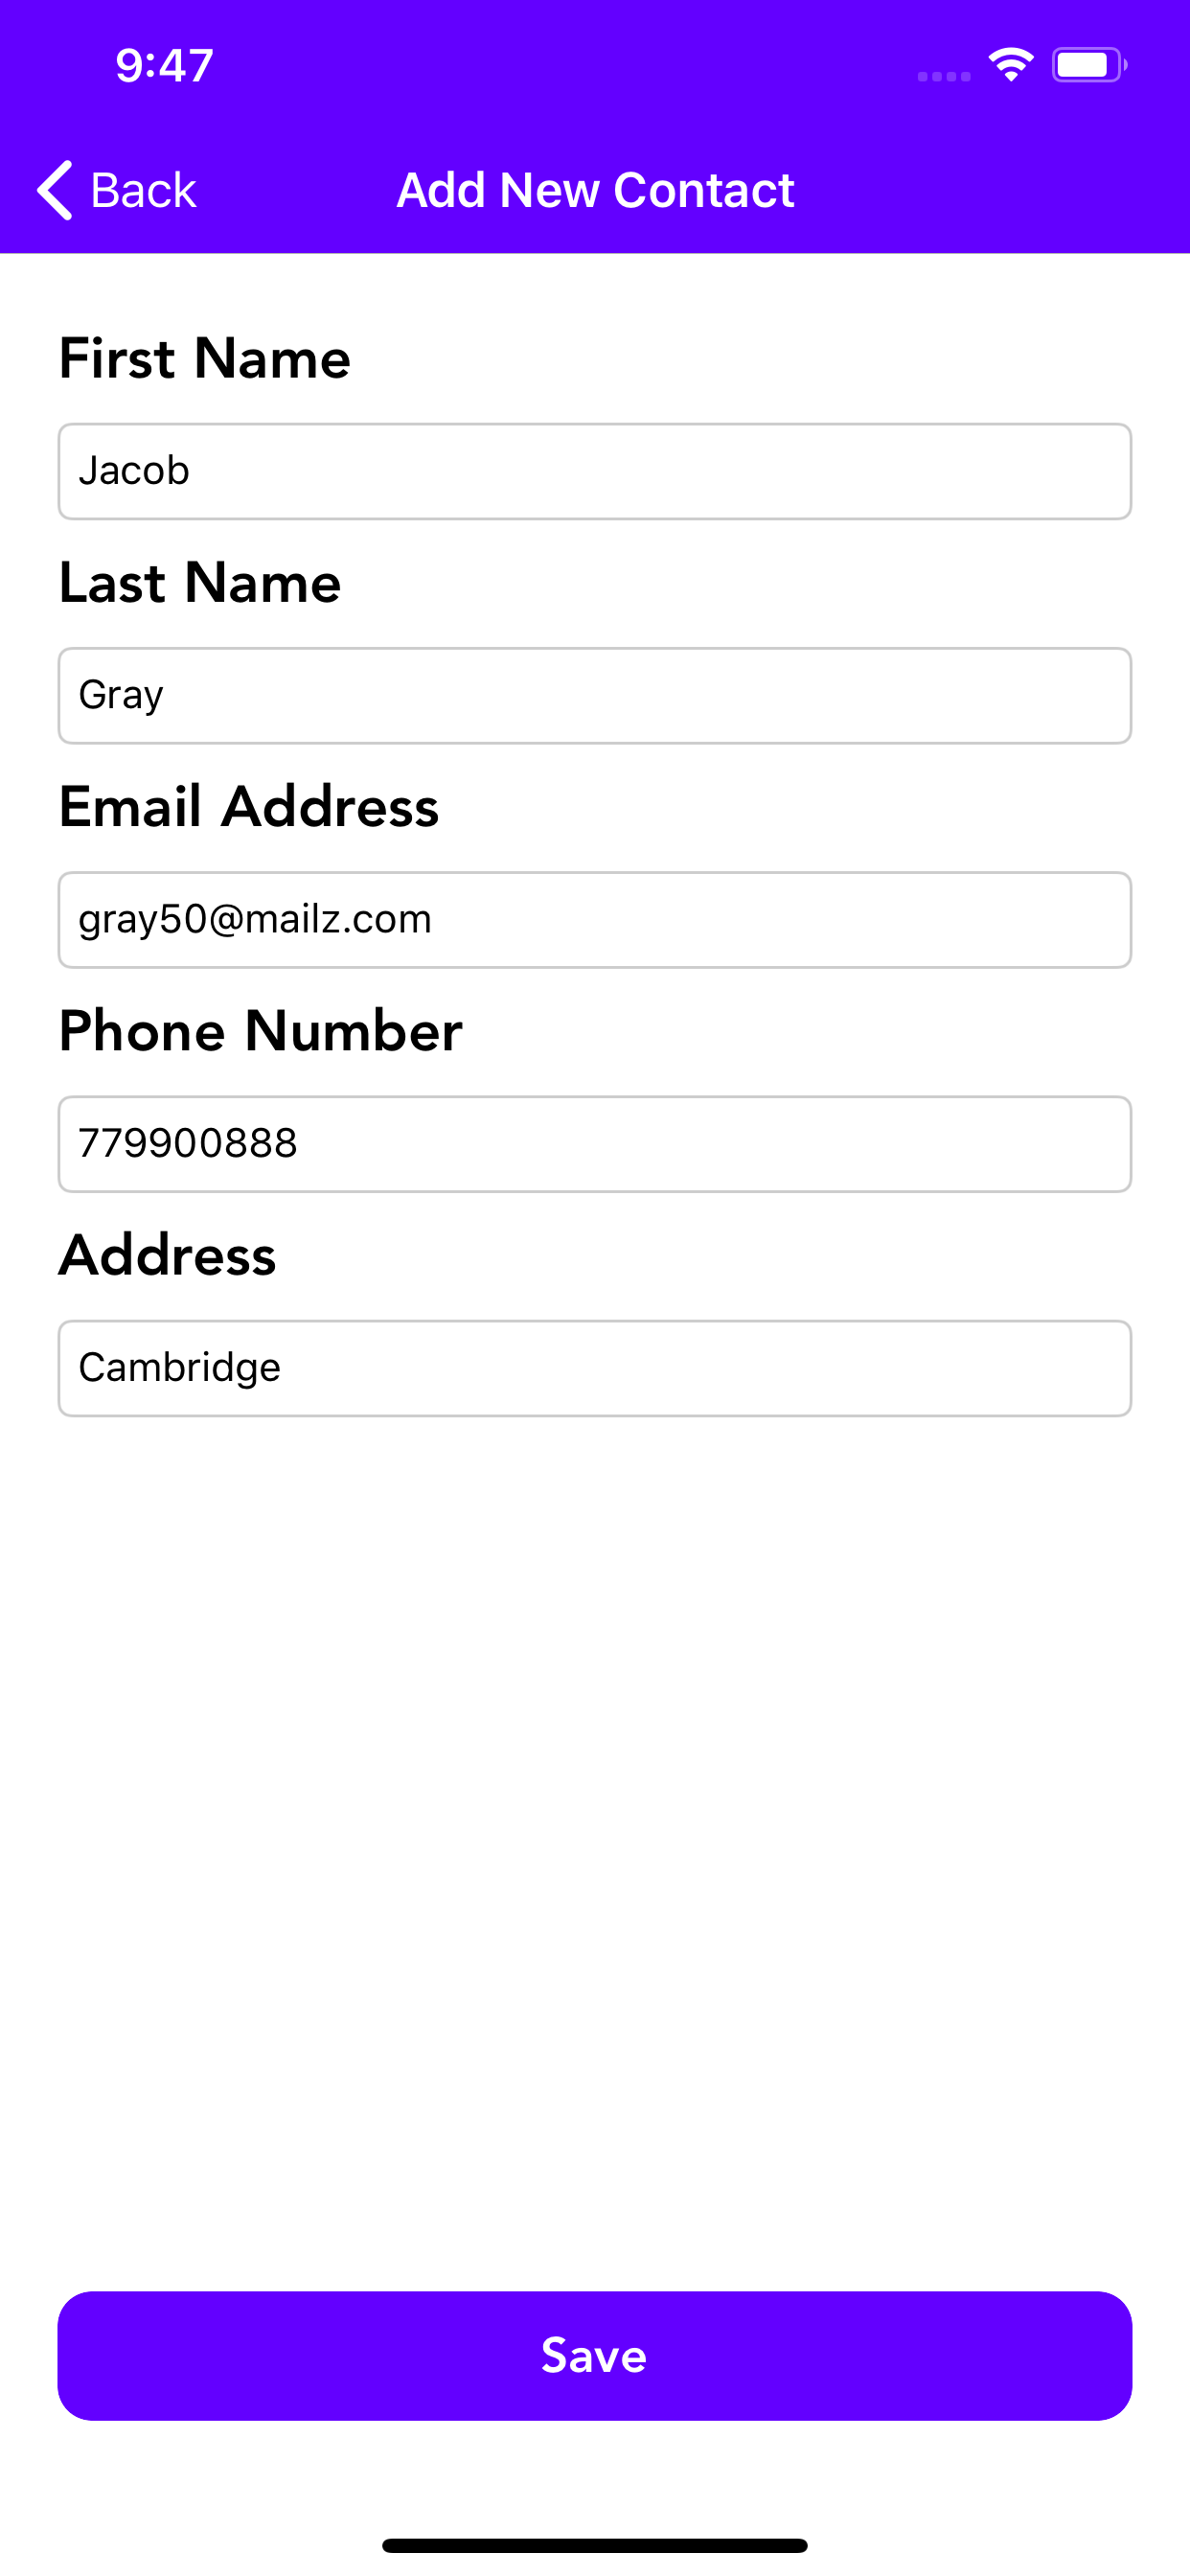 9:47
Back
Add New Contact
First Name
Jacob
Last Name
Gray
Email Address
gray50@mailz.com
Phone Number
779900888
Address
Cambridge
Save